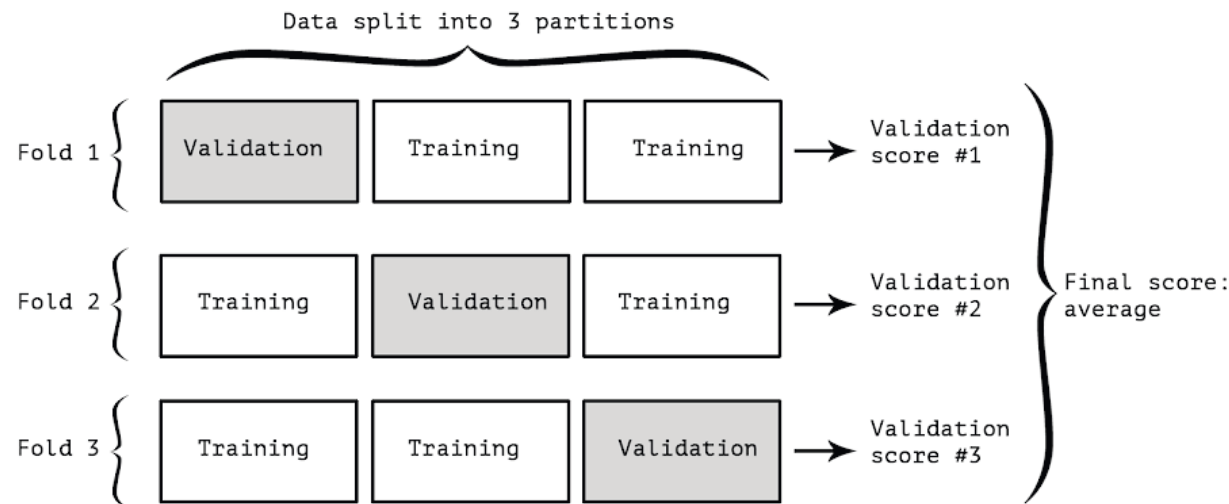 Data split into 3 partitions
Fold 1
Validation
Training
Training
Validation
score #1
Fold 2
Training
Validation
Training
Validation
score #2
Final score:
average
Fold 3
Training
Training
Validation
Validation
score #3